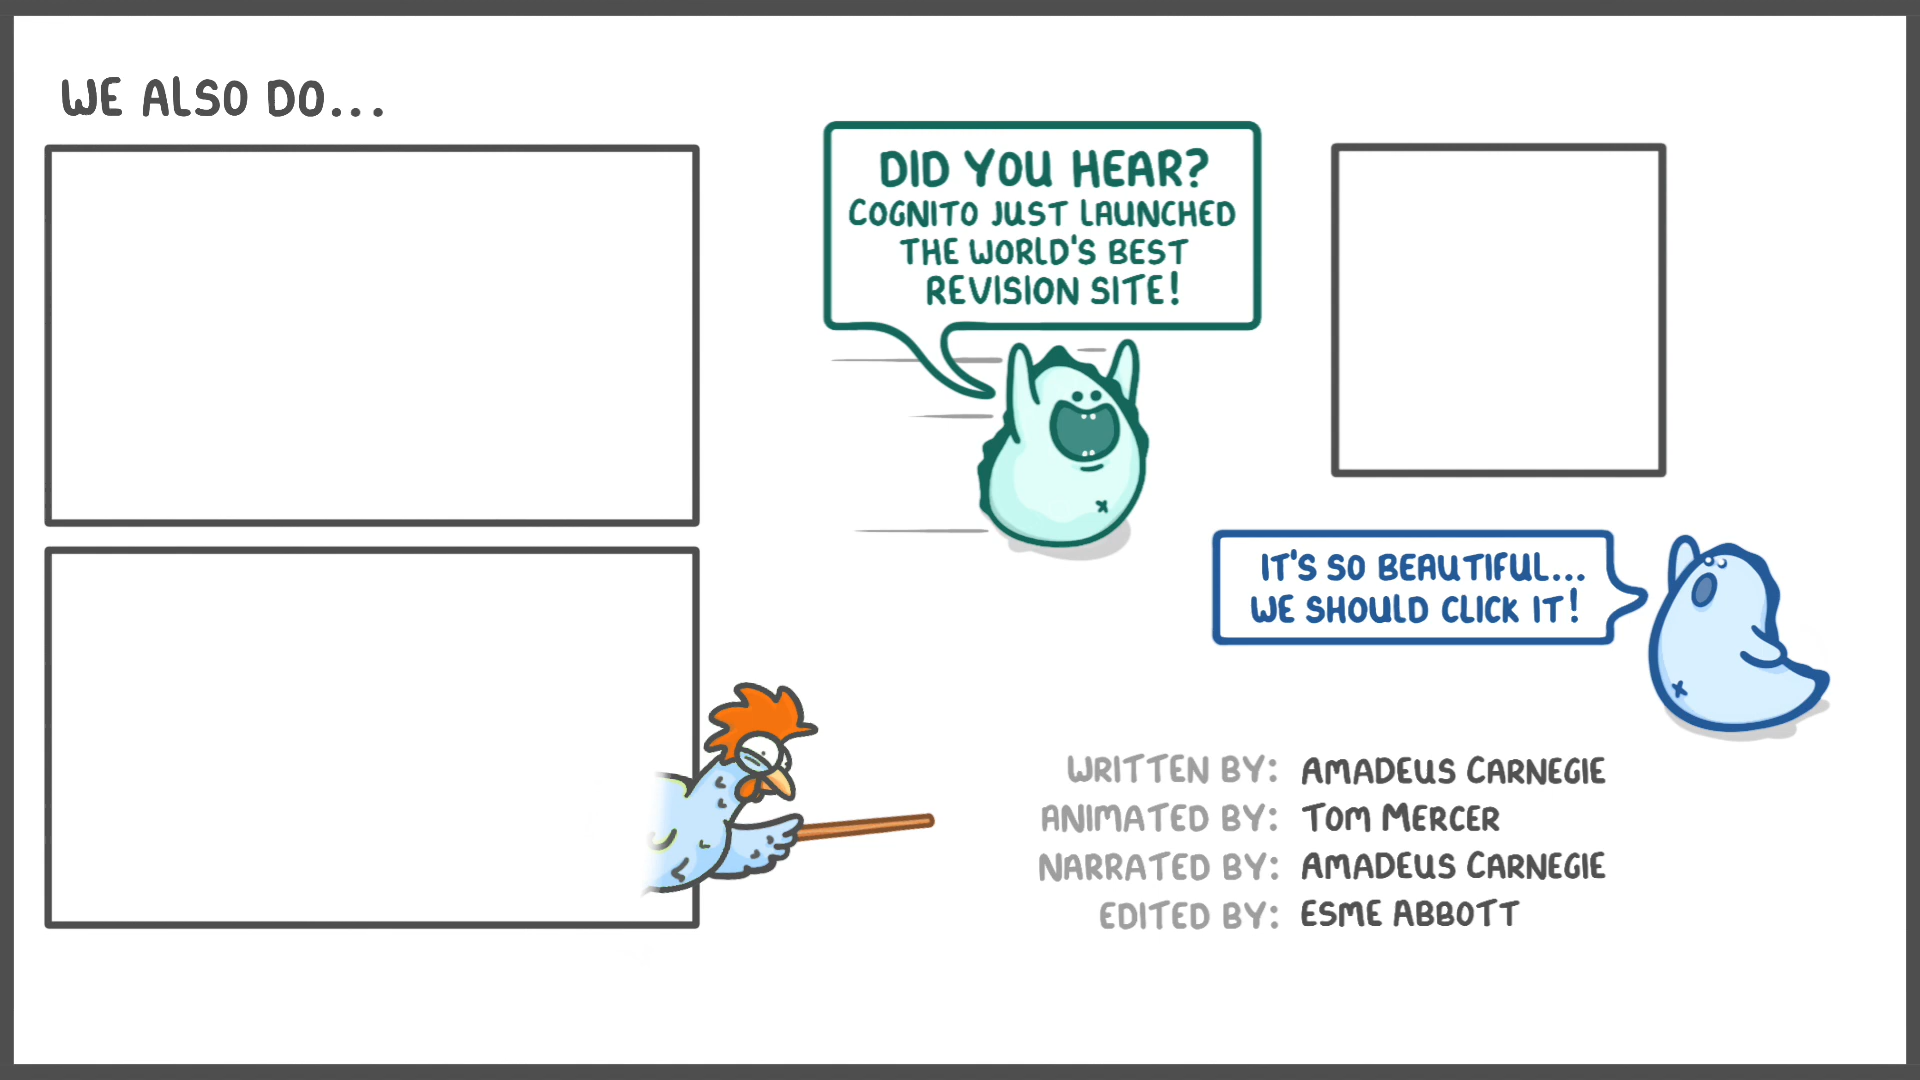 WE ALSO DO...
DID YOU HEAR?
COGNITO JUST LAUNCHED
THE WORLD'S BEST
REVISION SITE!
IT'S SO BEAUTIFUL...
WE SHOULD CLICK IT!
WRITTEN BY: AMADEUS CARNEGIE
ANIMATED BY: TOM MERCER
NARRATED BY: AMADEUS CARNEGIE
EDITED BY: ESME ABBOTT